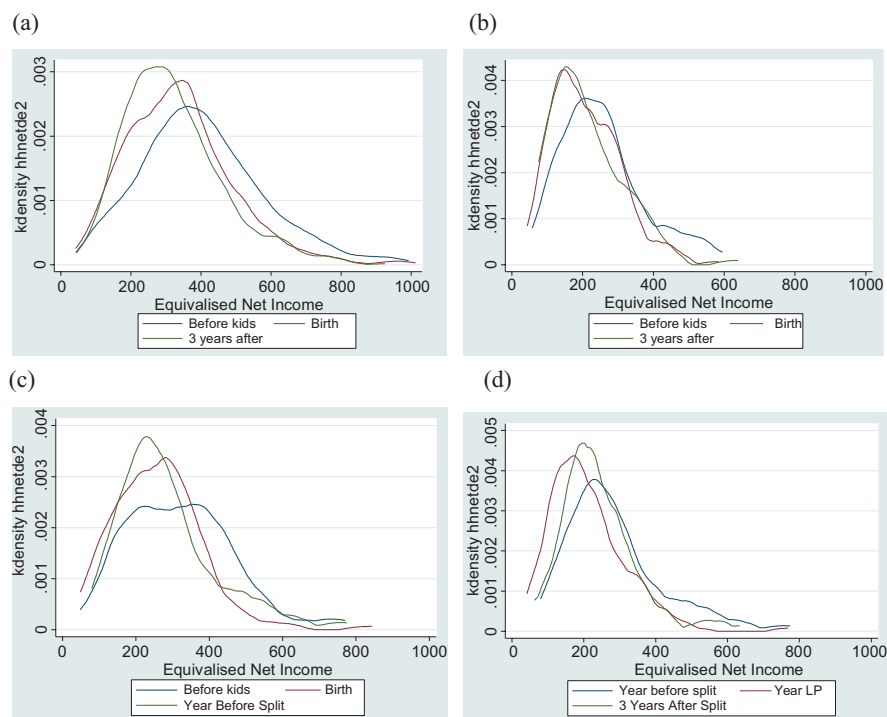 (a)
kdensity hhnetde2
.003
.002
.001
0
0 200 400 600 800 1000
Equivalised Net Income
Before kids Birth
3 years after
(b)
kdensity hhnetde2
.004
.003
.002
.001
0
0 200 400 600 800 1000
Equivalised Net Income
Before kids Birth
3 years after
(c)
kdensity hhnetde2
.004
.003
.002
.001
0
0 200 400 600 800 1000
Equivalised Net Income
Before kids Birth
Year Before Split
(d)
kdensity hhnetde2
.005
.004
.003
.002
.001
0
0 200 400 600 800 1000
Equivalised Net Income
Year before split Year LP
3 Years After Split